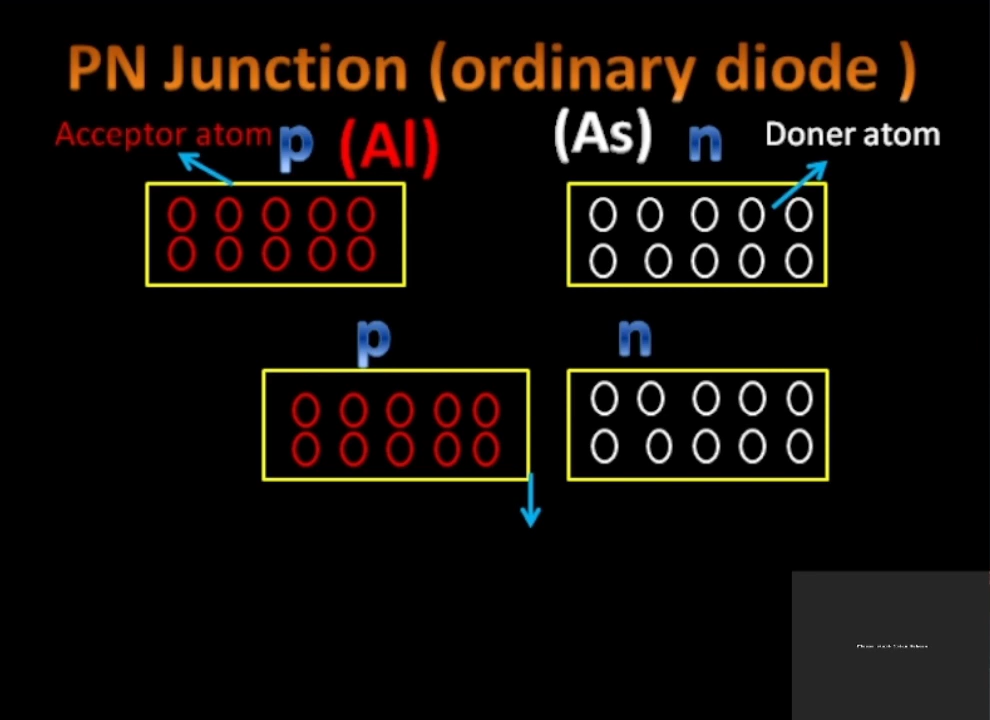 PN Junction (ordinary diode )
Acceptor atom p (Al) (As) n Doner atom
p n